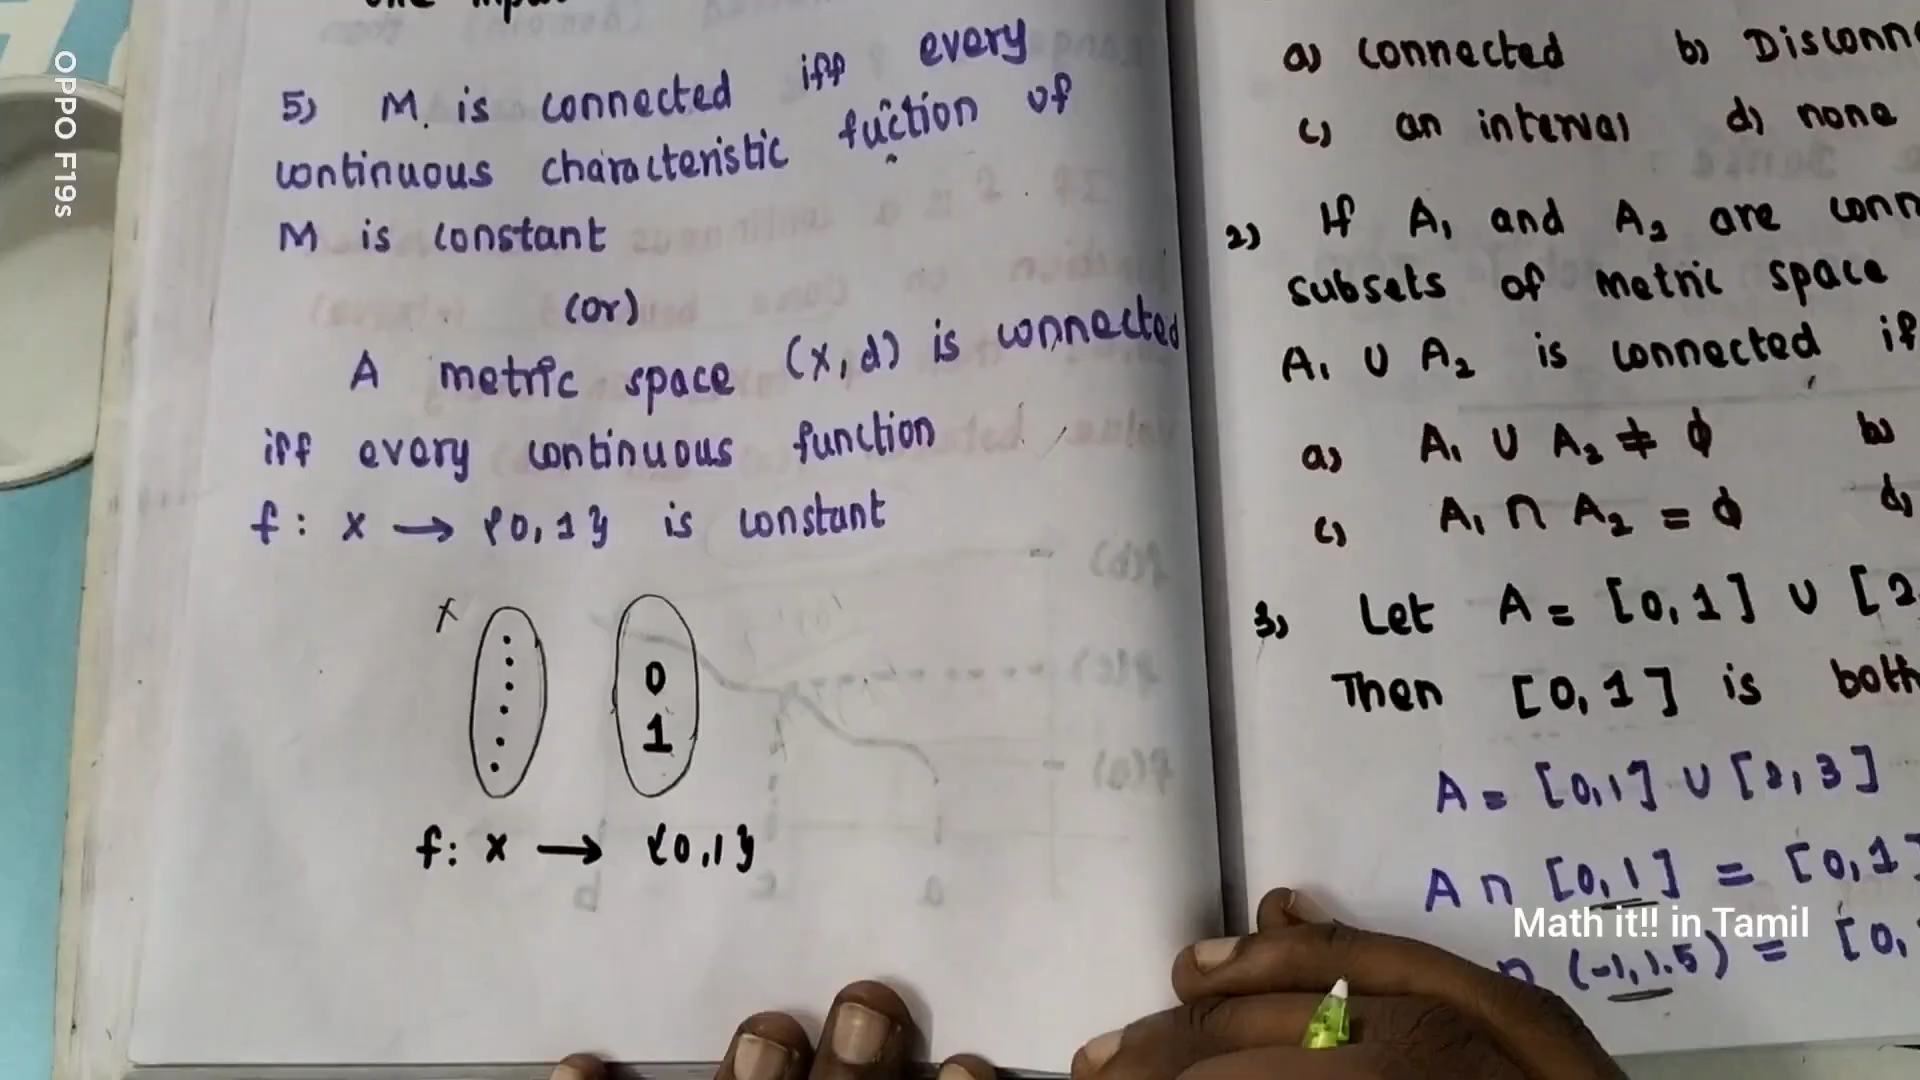 OPPO F19s
5) M is connected iff every
continuous characteristic fuction of
M is constant
(or)
A metric space (X, d) is connected
iff every continuous function
f : X → {0, 1} is constant
X
0
1
f: X → {0, 1}
a) connected b)
c) an interval d) none
2) If A₁ and A₂ are
subsets of metric space
A₁ ∪ A₂ is connected if
a) A₁ ∪ A₂ ≠ ϕ b)
c) A₁ ∩ A₂ = ϕ d)
3) Let A = [0, 1] ∪ [2,
Then [0, 1] is both
A = [0, 1] ∪ [2, 3]
A ∩ [0, 1] = [0, 1]
∩ (-1, 1.5) = [0,
Math it!! in Tamil